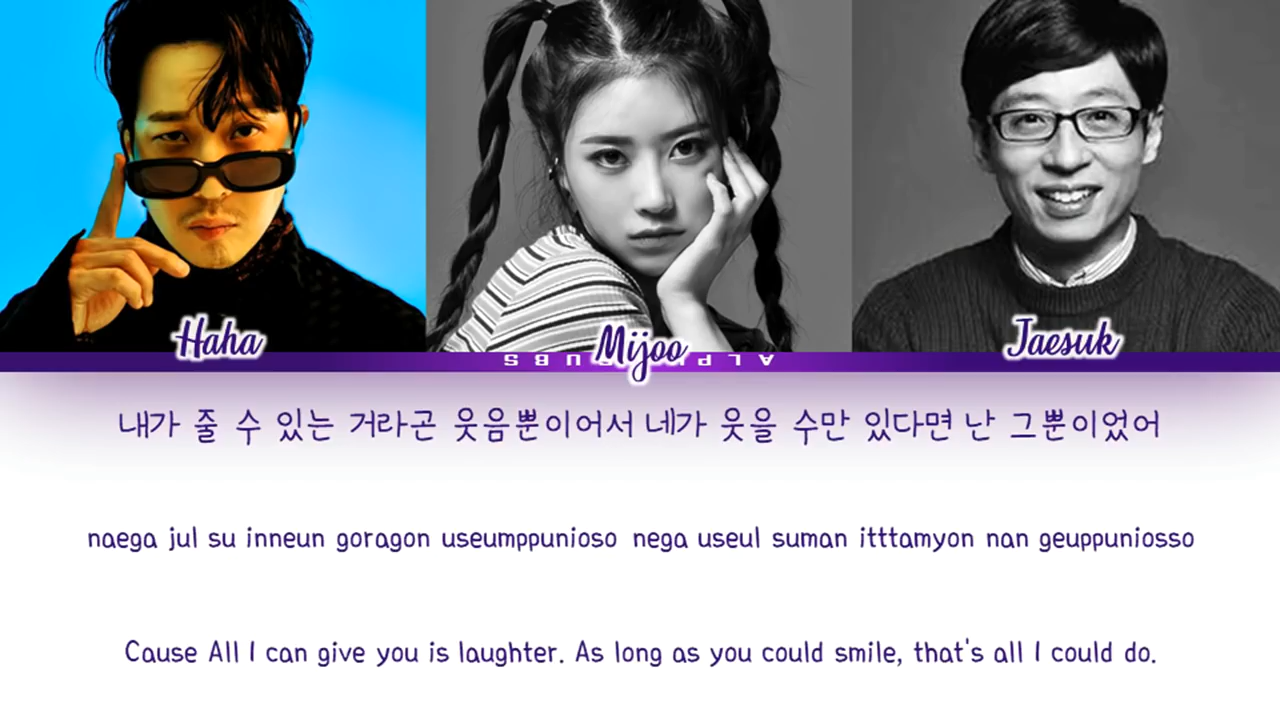 Haha
Mijoo
Jaesuk
내가 줄 수 있는 거라곤 웃음뿐이어서 네가 웃을 수만 있다면 난 그뿐이었어
naega jul su inneun goragon useumppunioso nega useul suman itttamyon nan geuppuniosso
Cause All I can give you is laughter. As long as you could smile, that's all I could do.